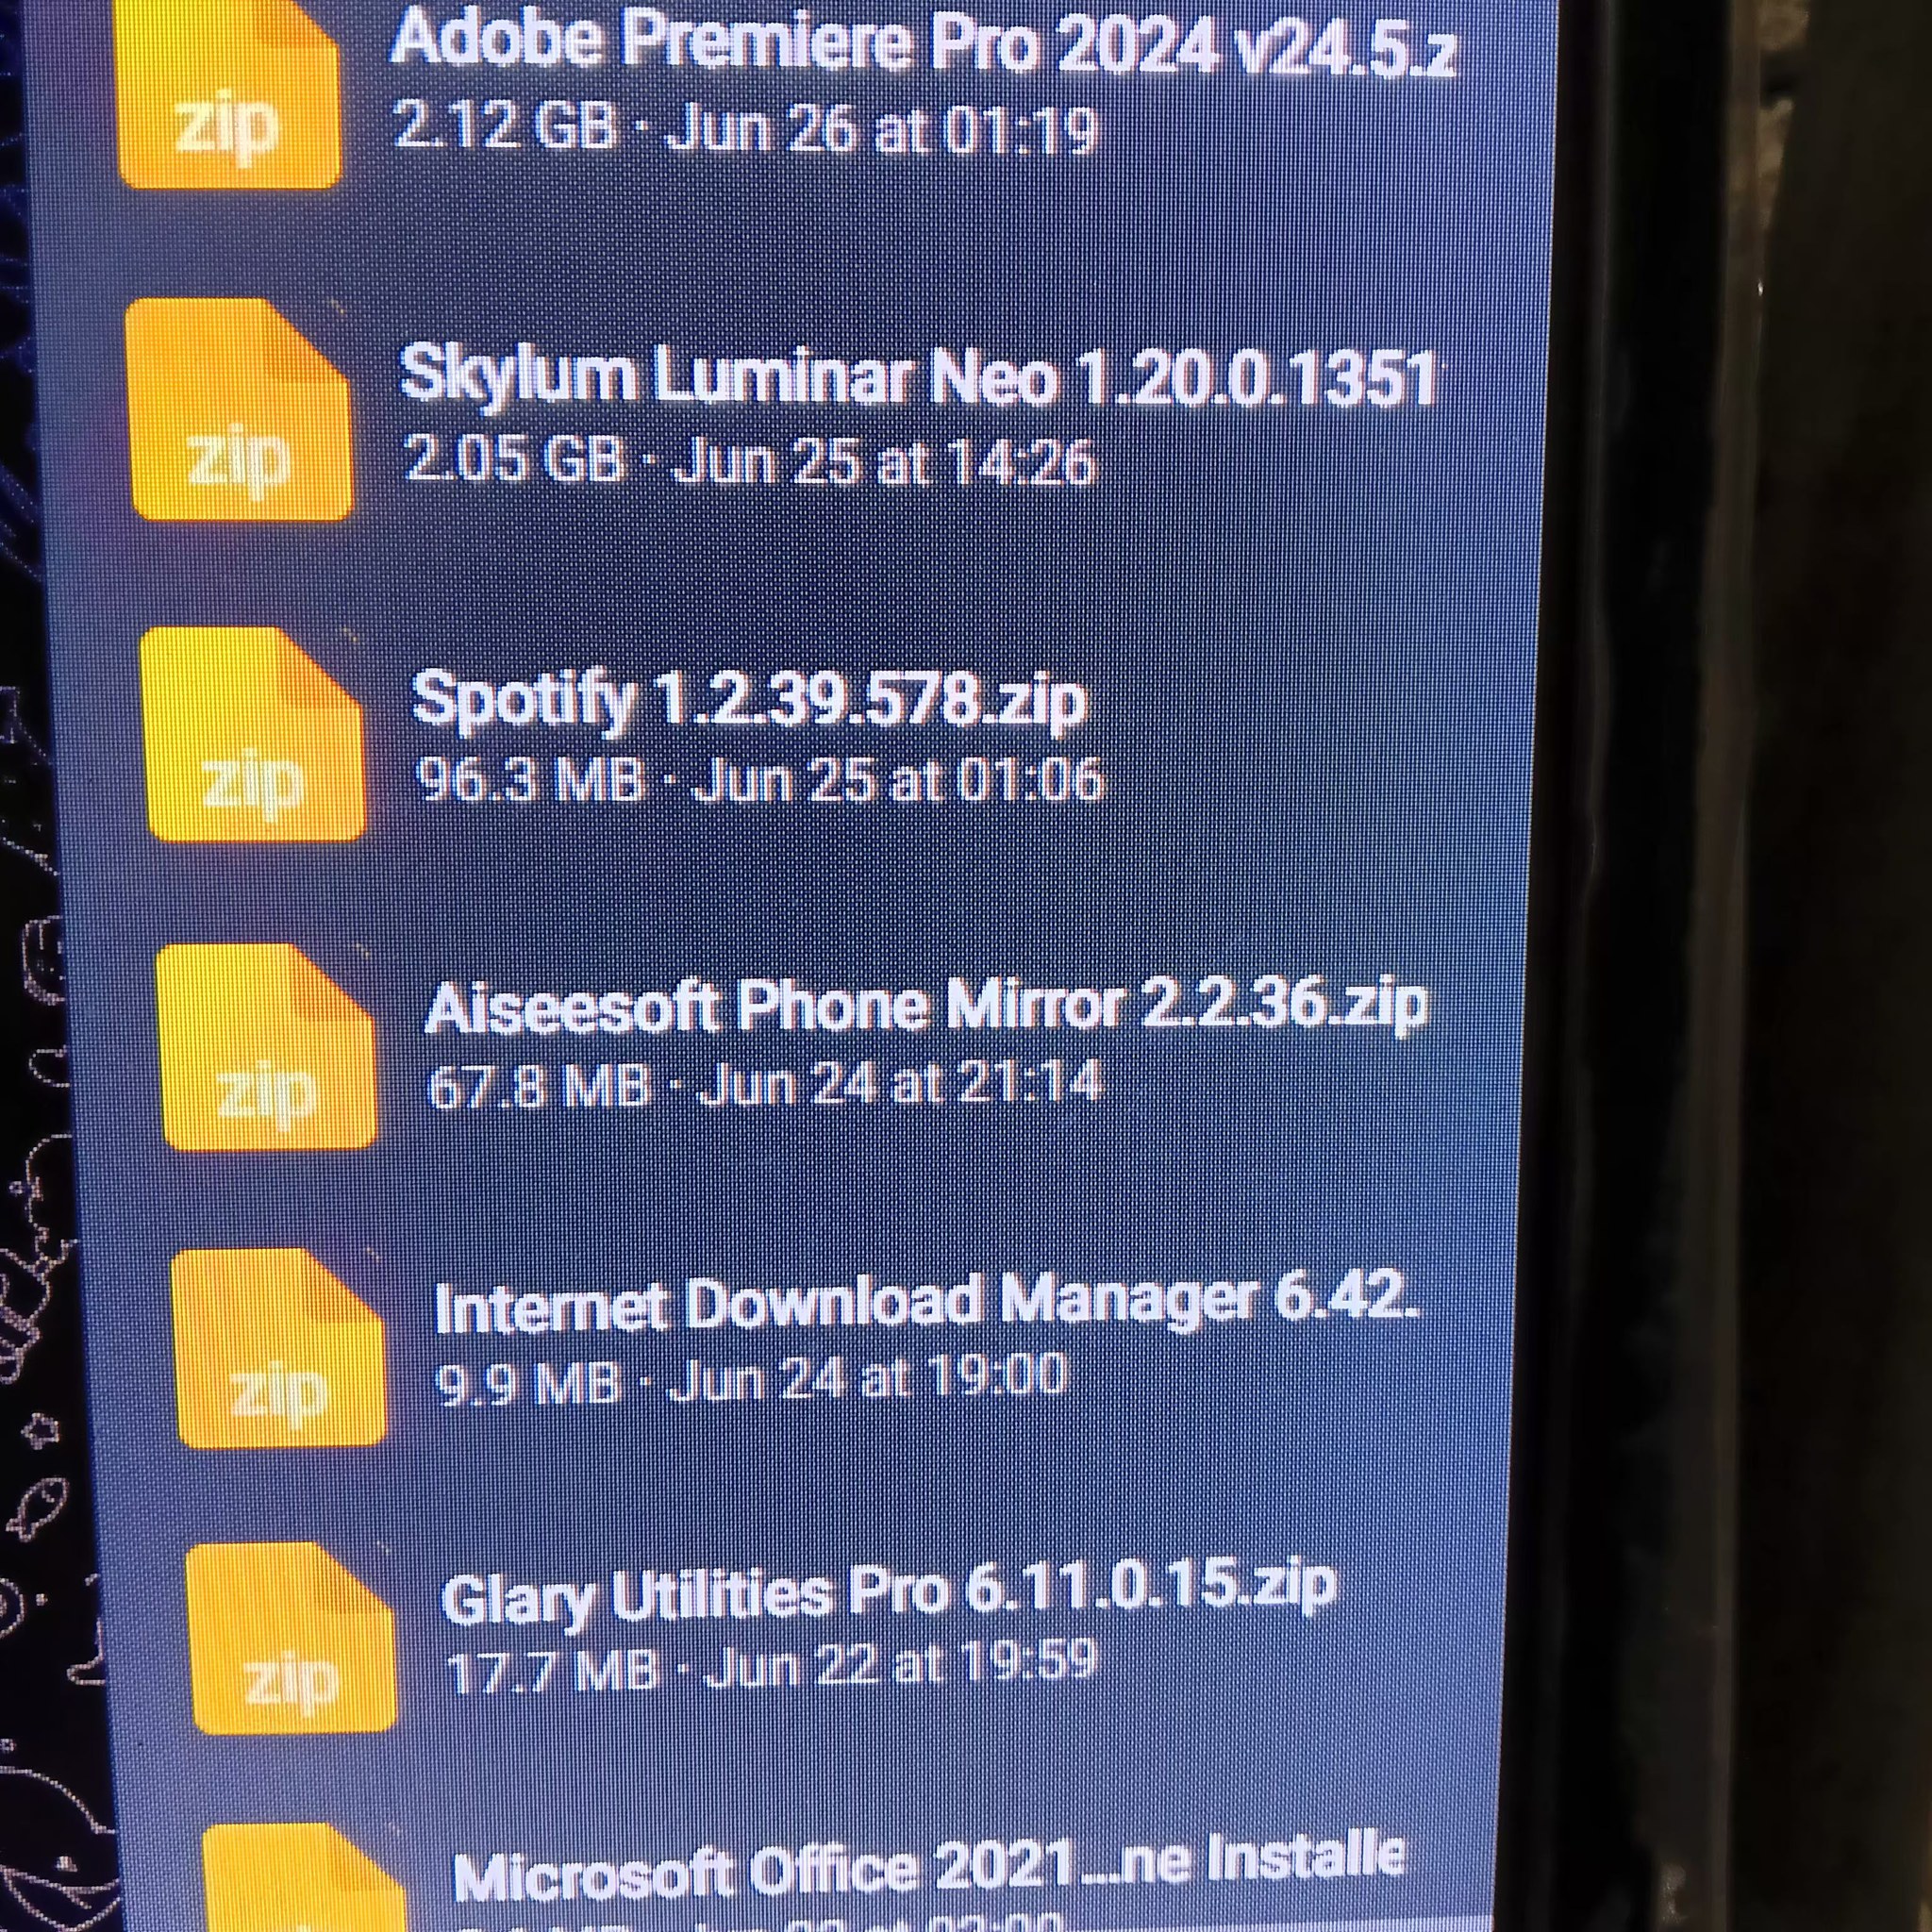 Adobe Premiere Pro 2024 v24.5.z
zip
2.12 GB · Jun 26 at 01:19
Skylum Luminar Neo 1.20.0.1351
zip
2.05 GB · Jun 25 at 14:26
Spotify 1.2.39.578.zip
zip
96.3 MB · Jun 25 at 01:06
Aiseesoft Phone Mirror 2.2.36.zip
zip
67.8 MB · Jun 24 at 21:14
Internet Download Manager 6.42.
zip
9.9 MB · Jun 24 at 19:00
Glary Utilities Pro 6.11.0.15.zip
zip
17.7 MB · Jun 22 at 19:59
Microsoft Office 2021...ne Installe